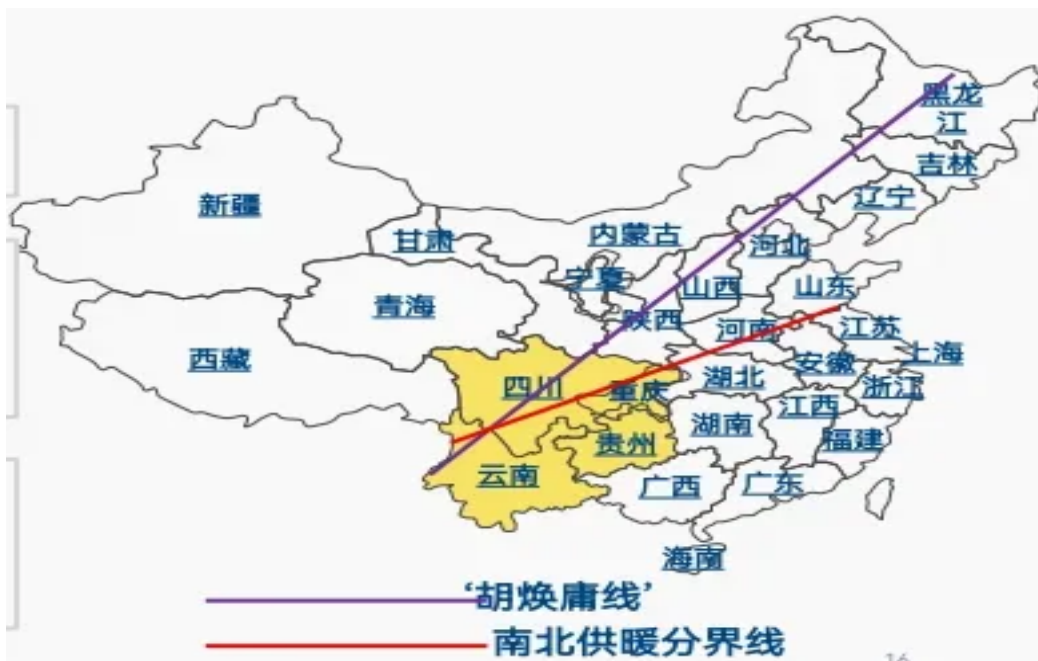 黑龙
江
吉林
辽宁
新疆
甘肃
内蒙古
河北
宁夏
山西
山东
青海
陕西
河南
江苏
西藏
四川
重庆
湖北
安徽
上海
浙江
江西
湖南
贵州
福建
云南
广西
广东
海南
‘胡焕庸线’
南北供暖分界线
16